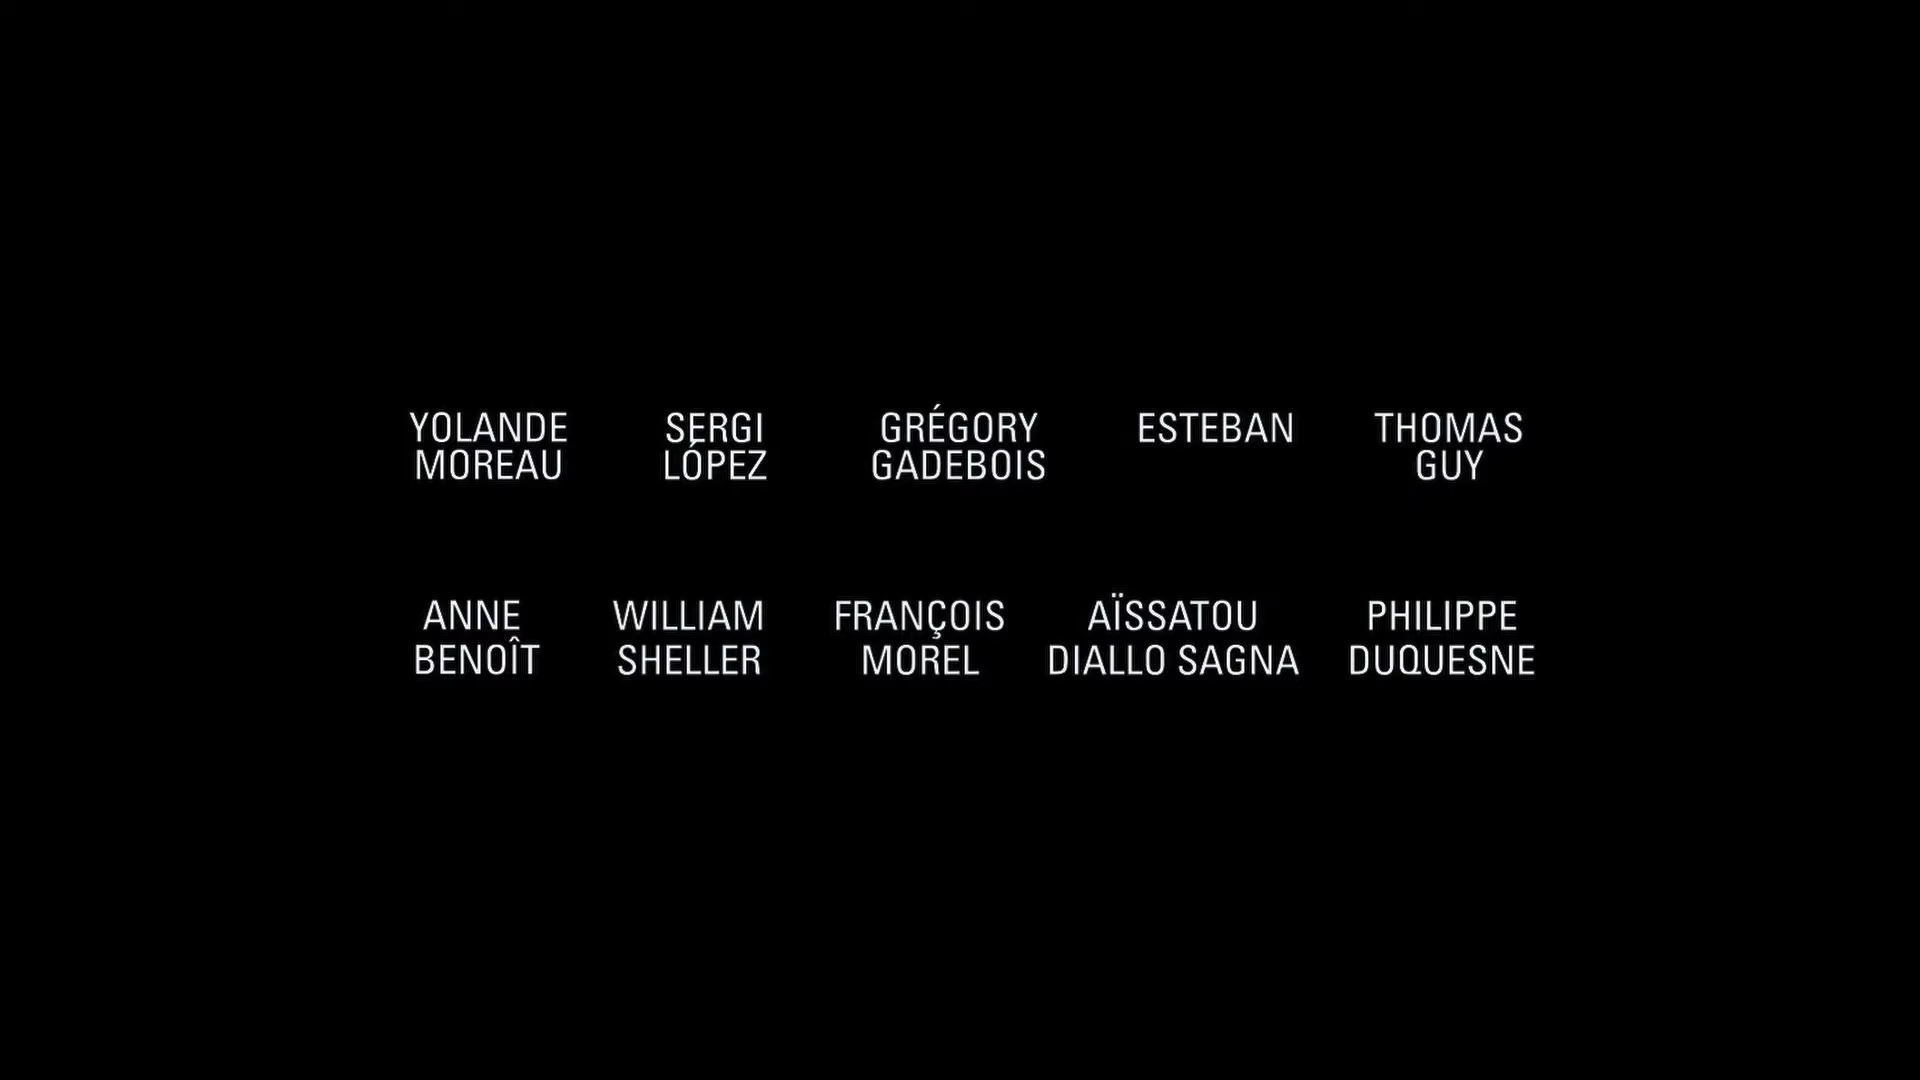 YOLANDE MOREAU
SERGI LÓPEZ
GRÉGORY GADEBOIS
ESTEBAN
THOMAS GUY
ANNE BENOÎT
WILLIAM SHELLER
FRANÇOIS MOREL
AÏSSATOU DIALLO SAGNA
PHILIPPE DUQUESNE